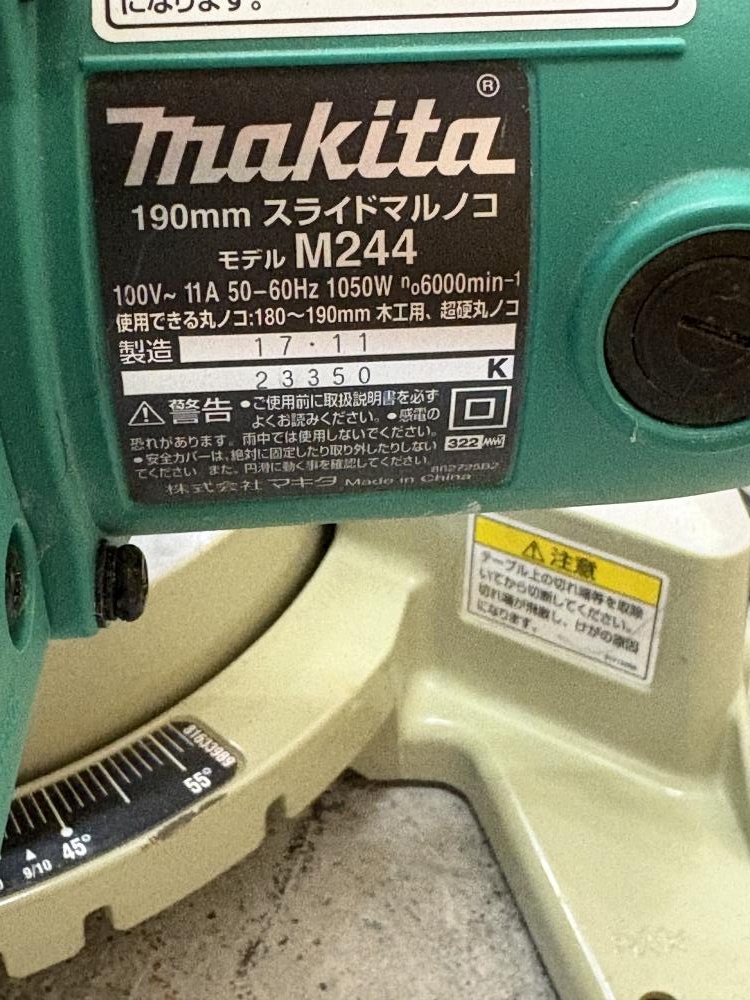 になります。
makita®
190mm スライドマルノコ
モデル M244
100V~ 11A 50-60Hz 1050W n₀6000min⁻¹
使用できる丸ノコ:180~190mm 木工用、超硬丸ノコ
製造 17・11
23350 K
⚠警告 ●ご使用前に取扱説明書を必ず
よくお読みください。 ●感電の
恐れがあります。雨中では使用しないでください。
●安全カバーは、絶対に固定したり取り外したりしない
でください。また、円滑に動く事を確認してください。
322
862725B2
株式会社 マキタ Made in China
⚠注意
テーブル上の切れ端等を取除
いてから切断してください。
切れ端が飛散し、けがの原因
になります。
81633989
55°
45°
9/10